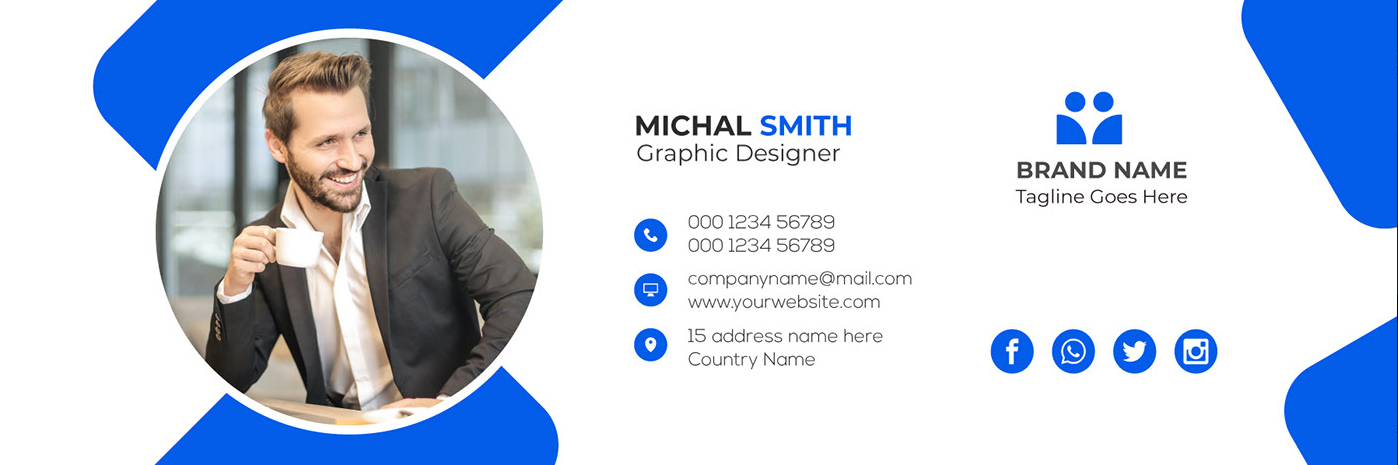 MICHAL SMITH
Graphic Designer
000 1234 56789
000 1234 56789
companyname@mail.com
www.yourwebsite.com
15 address name here
Country Name
BRAND NAME
Tagline Goes Here